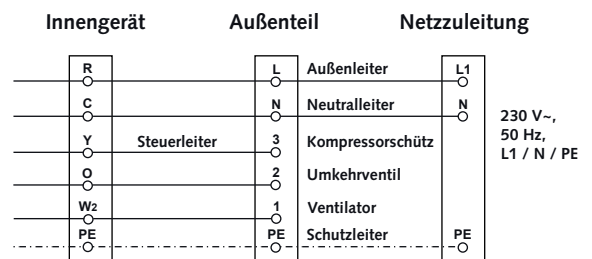 Innengerät Außenteil Netzzuleitung
R L Außenleiter L1
C N Neutralleiter N
230 V~,
50 Hz,
L1 / N / PE
Y Steuerleiter 3 Kompressorschütz
O 2 Umkehrventil
W2 1 Ventilator
PE PE Schutzleiter PE